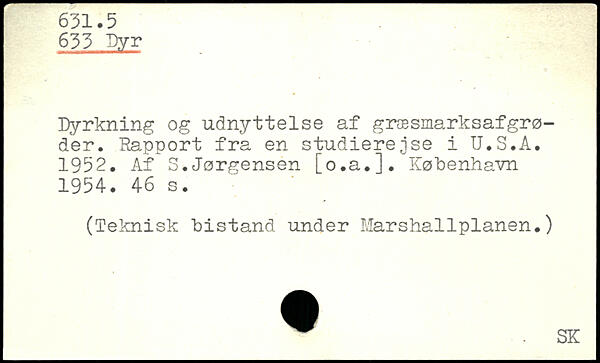 631.5
633 Dyr
Dyrkning og udnyttelse af græsmarksafgrø-
der. Rapport fra en studierejse i U.S.A.
1952. Af S.Jørgensen [o.a.]. København
1954. 46 s.
(Teknisk bistand under Marshallplanen.)
SK